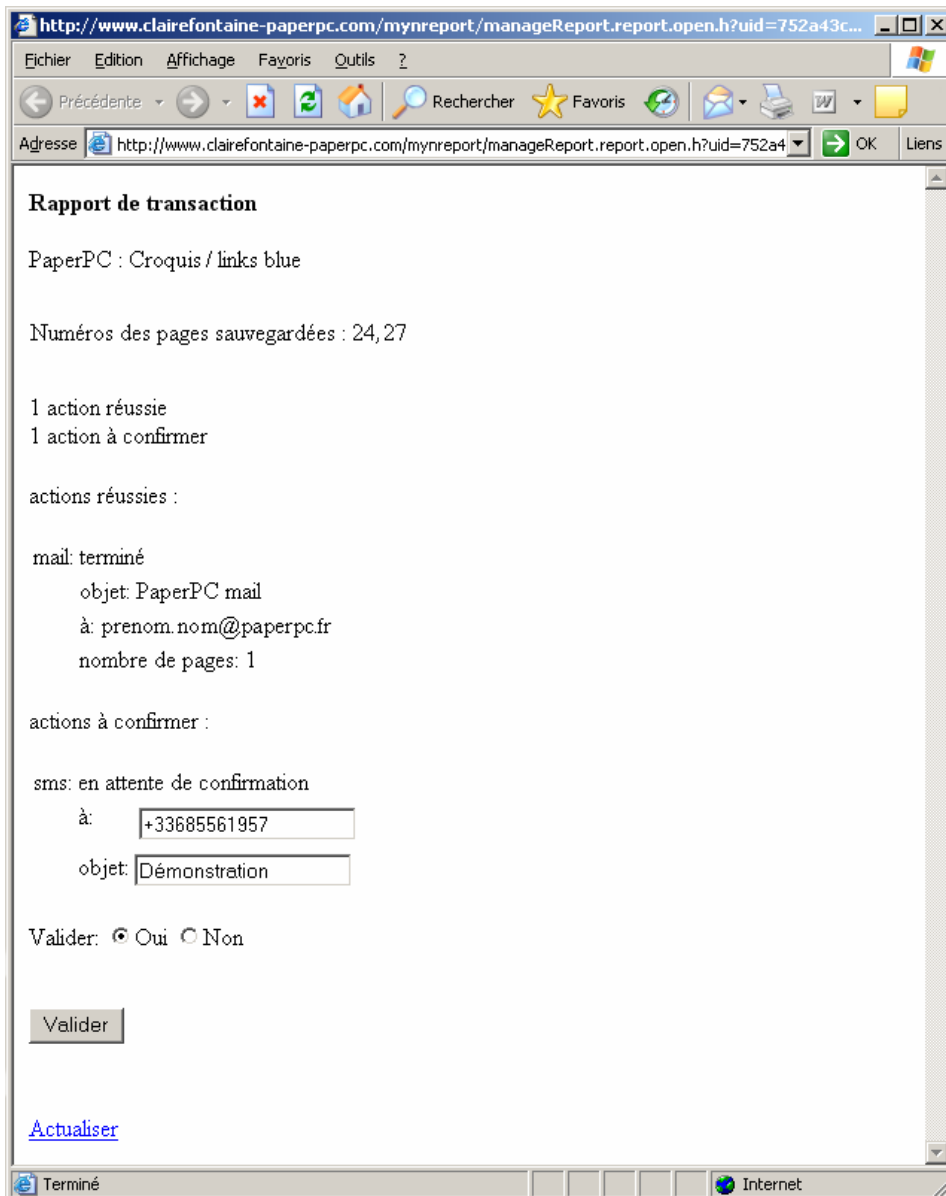 http://www.clairefontaine-paperpc.com/mynreport/manageReport.report.open.h?uid=752a43c...
Fichier Edition Affichage Favoris Outils ?
Précédente Rechercher Favoris
Adresse http://www.clairefontaine-paperpc.com/mynreport/manageReport.report.open.h?uid=752a4 OK Liens
Rapport de transaction
PaperPC : Croquis / links blue
Numéros des pages sauvegardées : 24,27
1 action réussie
1 action à confirmer
actions réussies :
mail: terminé
objet: PaperPC mail
à: prenom.nom@paperpc.fr
nombre de pages: 1
actions à confirmer :
sms: en attente de confirmation
à: +33685561957
objet: Démonstration
Valider: Oui Non
Valider
Actualiser
Terminé Internet